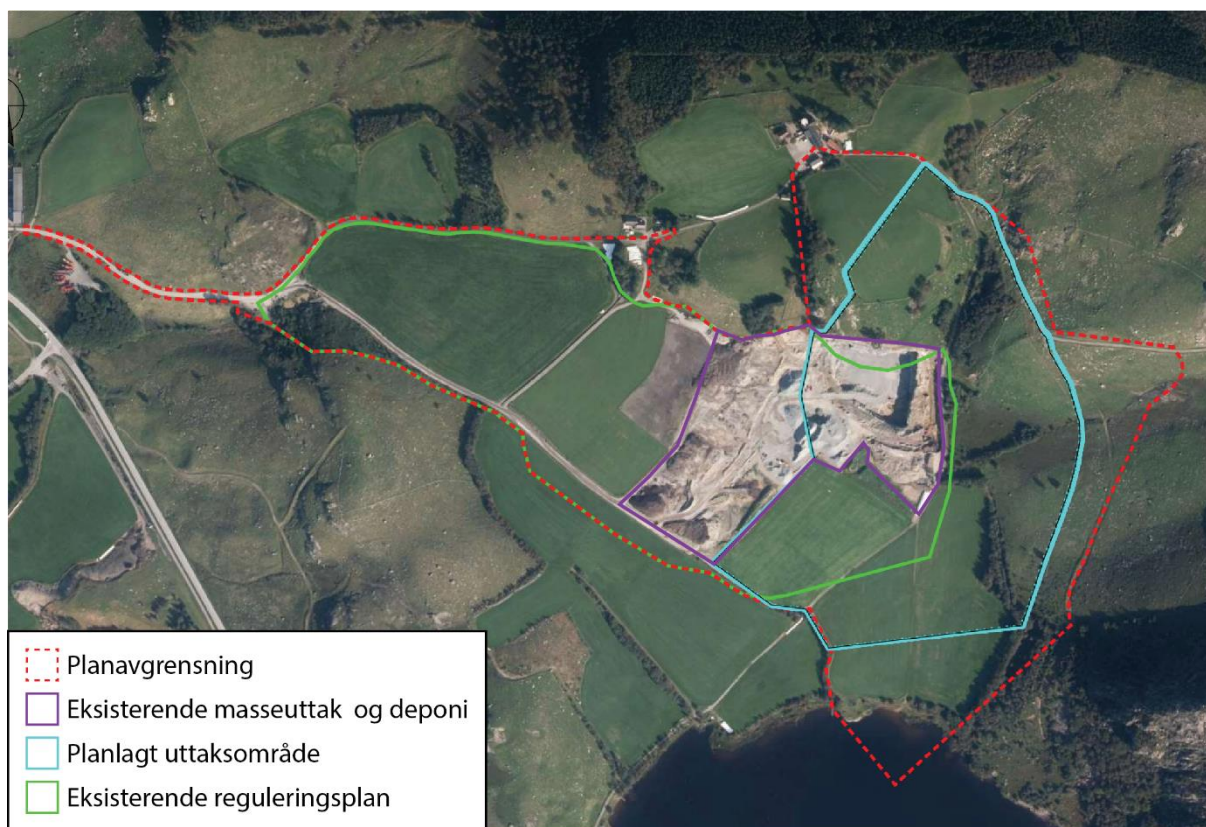 Planavgrensning
Eksisterende masseuttak og deponi
Planlagt uttaksområde
Eksisterende reguleringsplan